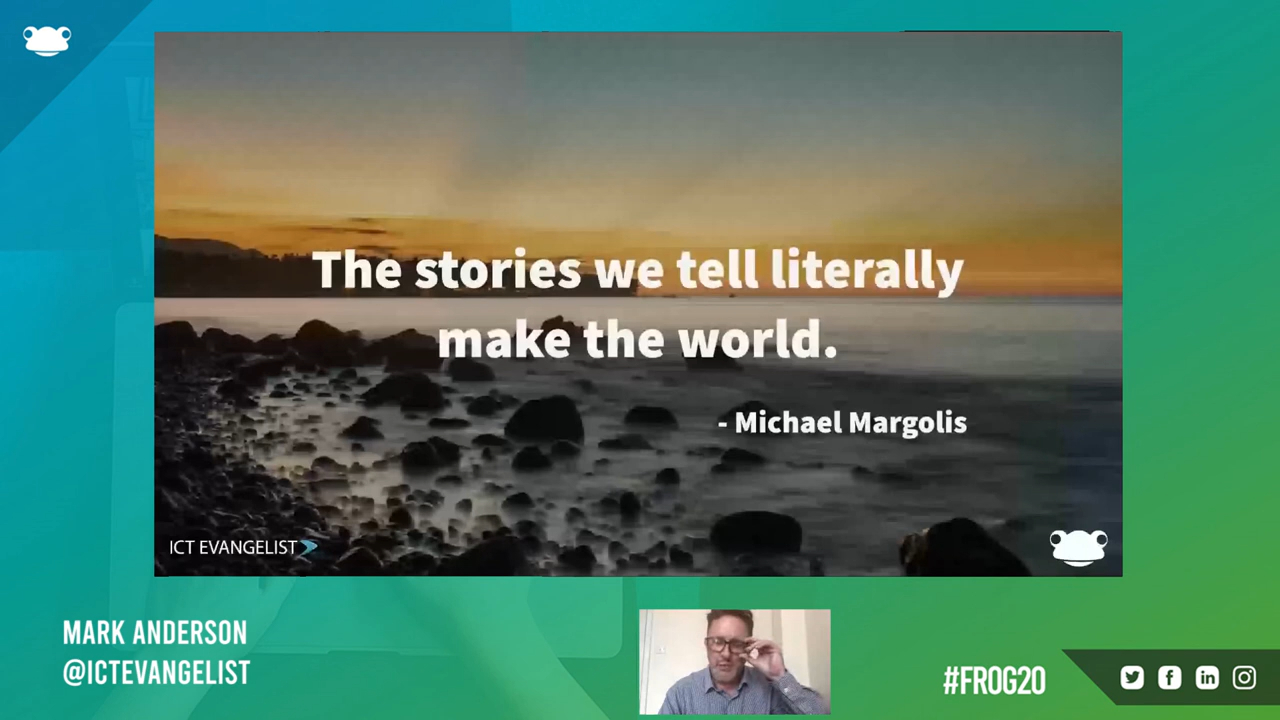 The stories we tell literally
make the world.
- Michael Margolis
ICT EVANGELIST
MARK ANDERSON
@ICTEVANGELIST
#FROG20